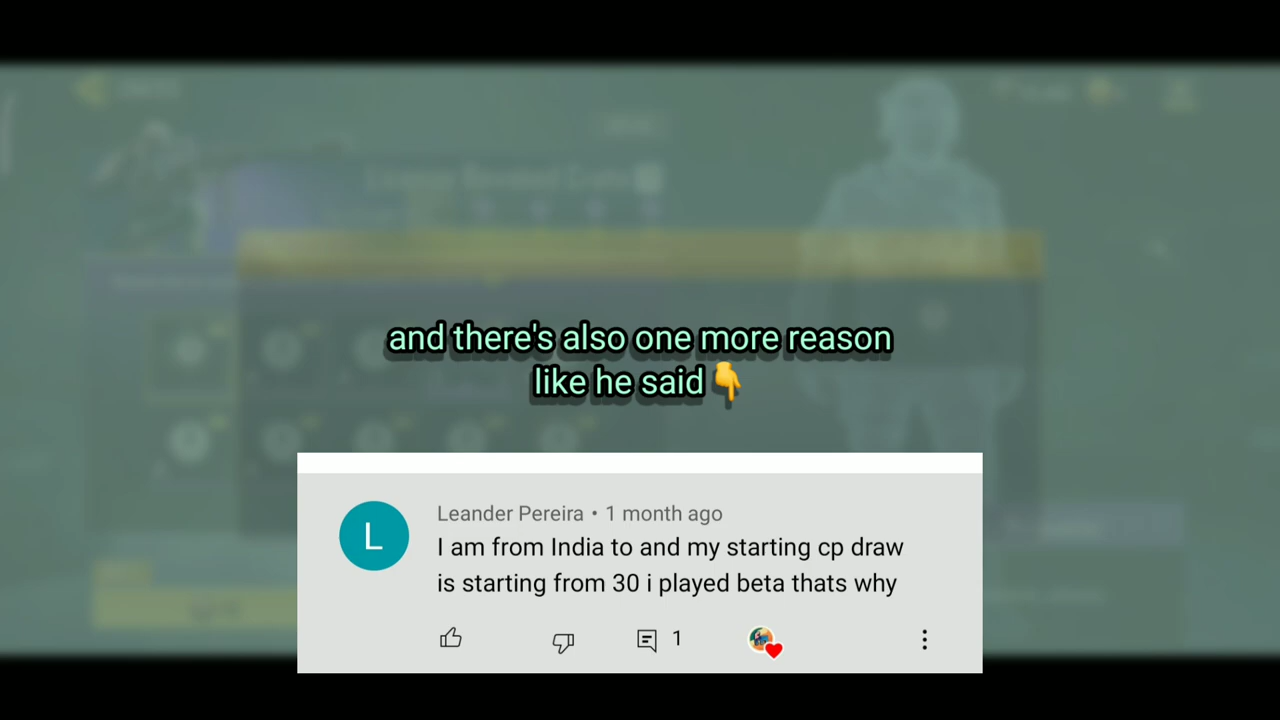 and there's also one more reason
like he said👇
L
Leander Pereira • 1 month ago
I am from India to and my starting cp draw
is starting from 30 i played beta thats why
1